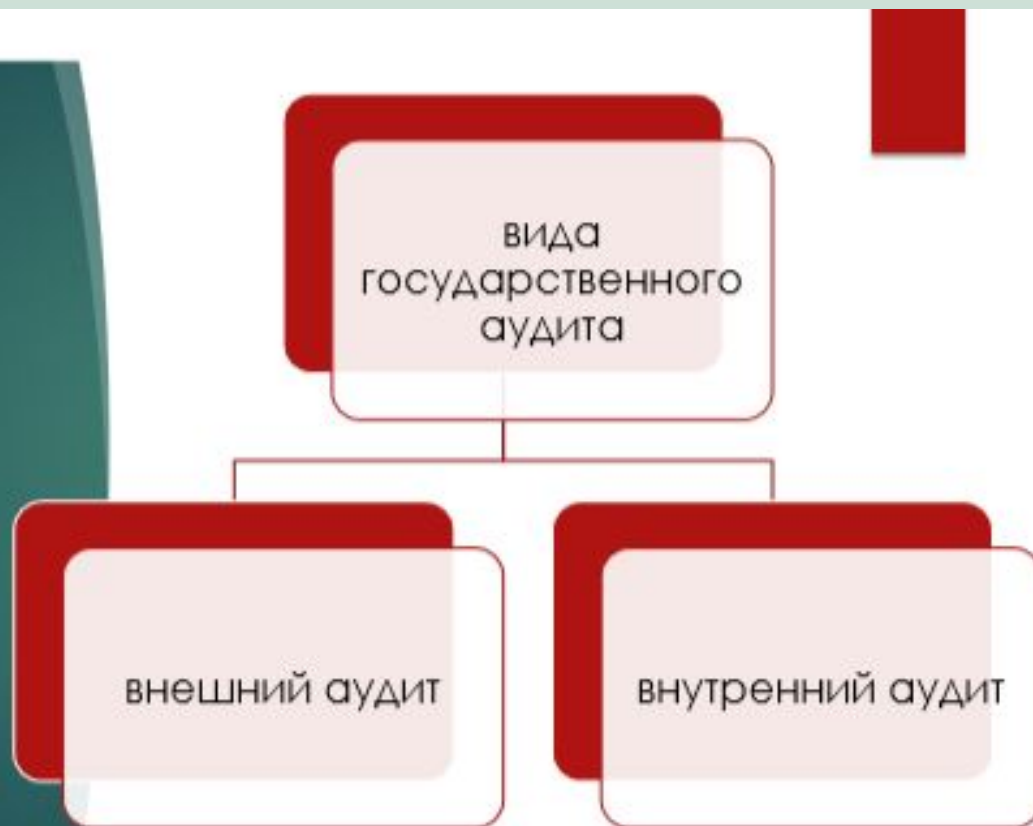 вида
государственного
аудита
внешний аудит
внутренний аудит